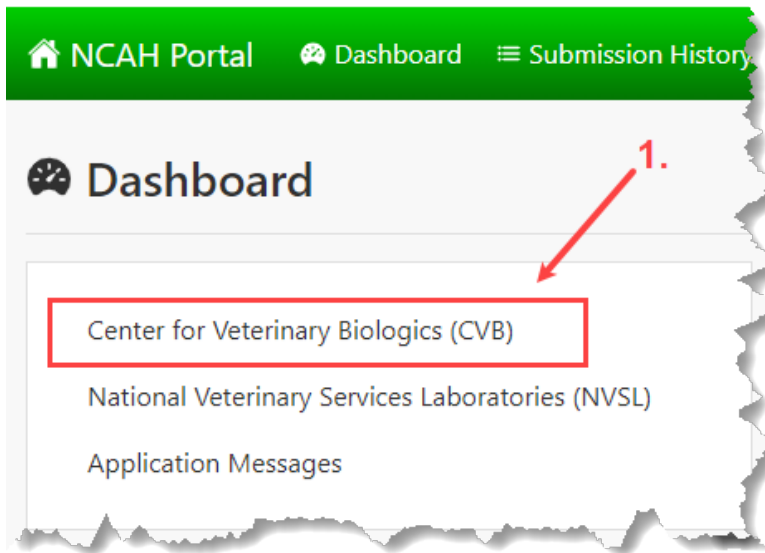 NCAH Portal Dashboard Submission History
Dashboard
1.
Center for Veterinary Biologics (CVB)
National Veterinary Services Laboratories (NVSL)
Application Messages